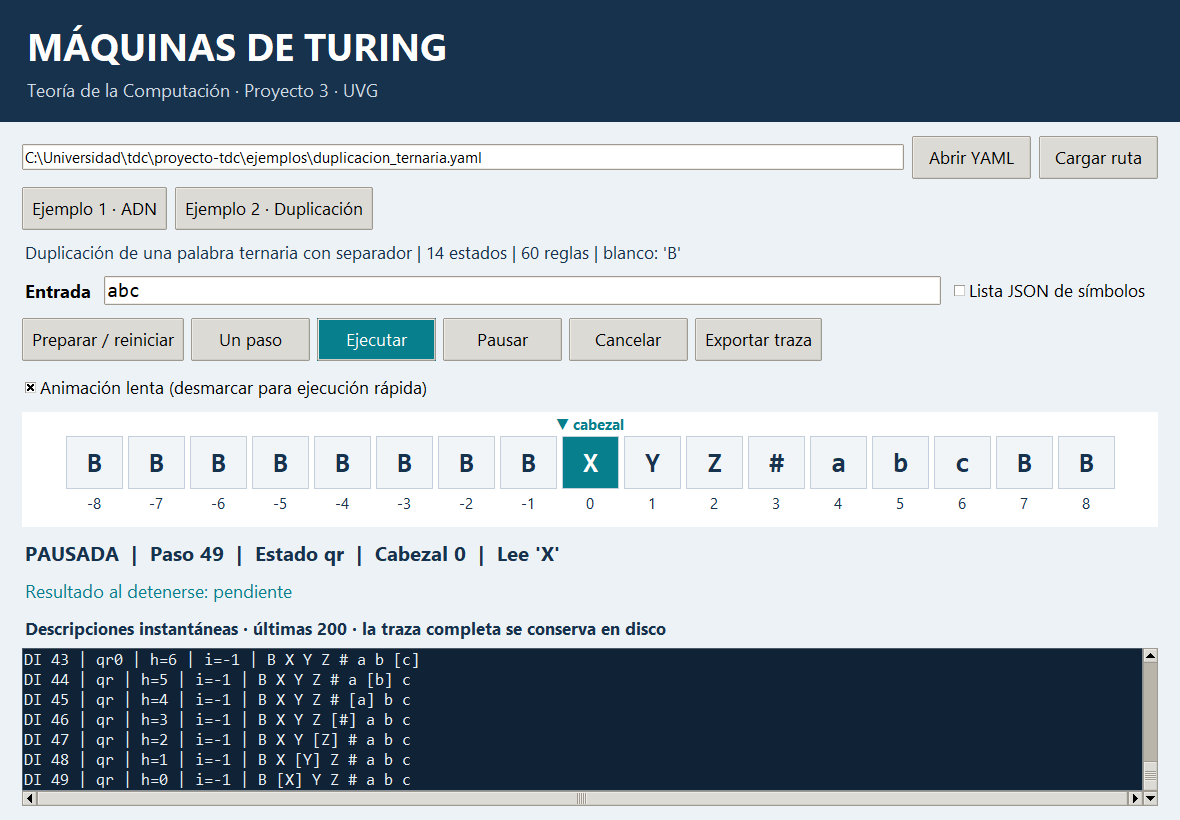 MÁQUINAS DE TURING
Teoría de la Computación · Proyecto 3 · UVG
C:\Universidad\tdc\proyecto-tdc\ejemplos\duplicacion_ternaria.yaml
Abrir YAML
Cargar ruta
Ejemplo 1 · ADN
Ejemplo 2 · Duplicación
Duplicación de una palabra ternaria con separador | 14 estados | 60 reglas | blanco: 'B'
Entrada
abc
Lista JSON de símbolos
Preparar / reiniciar
Un paso
Ejecutar
Pausar
Cancelar
Exportar traza
Animación lenta (desmarcar para ejecución rápida)
▼ cabezal
B B B B B B B B X Y Z # a b c B B
-8 -7 -6 -5 -4 -3 -2 -1 0 1 2 3 4 5 6 7 8
PAUSADA | Paso 49 | Estado qr | Cabezal 0 | Lee 'X'
Resultado al detenerse: pendiente
Descripciones instantáneas · últimas 200 · la traza completa se conserva en disco
DI 43 | qr0 | h=6 | i=-1 | B X Y Z # a b [c]
DI 44 | qr | h=5 | i=-1 | B X Y Z # a [b] c
DI 45 | qr | h=4 | i=-1 | B X Y Z # [a] b c
DI 46 | qr | h=3 | i=-1 | B X Y Z [#] a b c
DI 47 | qr | h=2 | i=-1 | B X Y [Z] # a b c
DI 48 | qr | h=1 | i=-1 | B X [Y] Z # a b c
DI 49 | qr | h=0 | i=-1 | B [X] Y Z # a b c